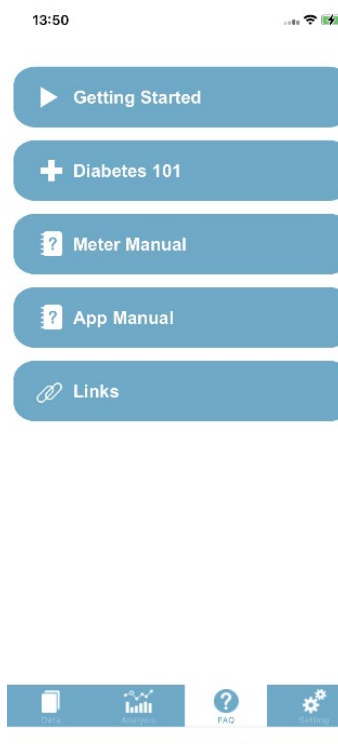 13:50
Getting Started
Diabetes 101
Meter Manual
App Manual
Links
Data Analysis FAQ Setting